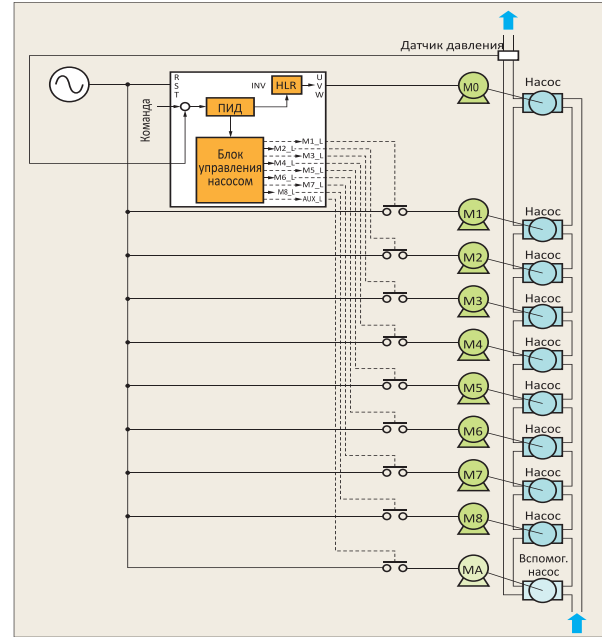 Датчик давления
R
S
T
INV
HLR
U
V
W
M0
Насос
Команда
ПИД
Блок
управления
насосом
M1_L
M2_L
M3_L
M4_L
M5_L
M6_L
M7_L
M8_L
AUX_L
M1
Насос
M2
Насос
M3
Насос
M4
Насос
M5
Насос
M6
Насос
M7
Насос
M8
Насос
MA
Вспомог.
насос